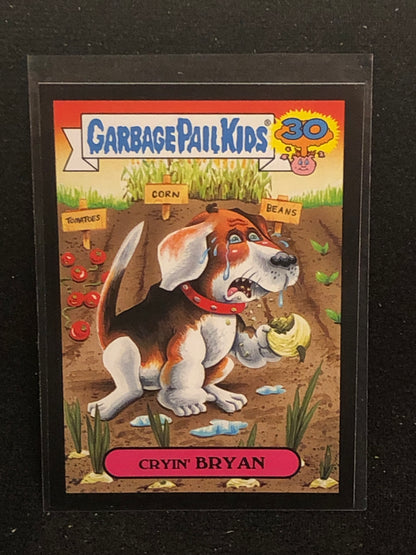 GARBAGE PAIL KIDS® 30
CORN
TOMATOES
BEANS
CRYIN' BRYAN